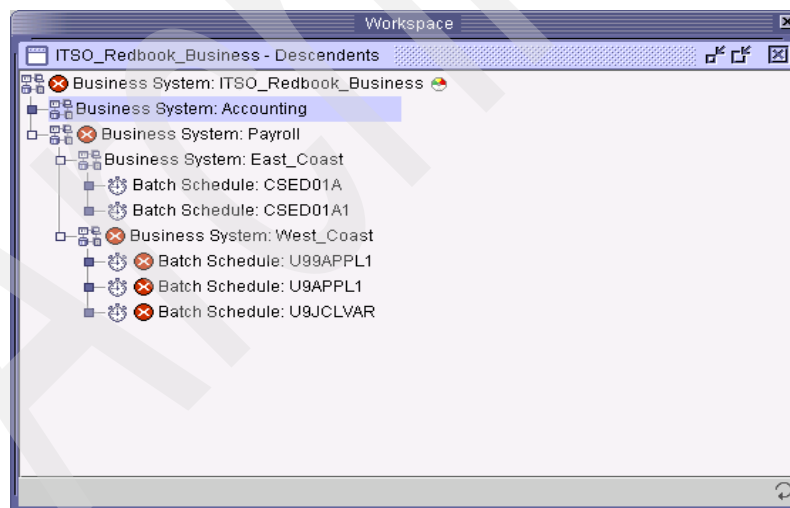 Workspace
ITSO_Redbook_Business - Descendents
Business System: ITSO_Redbook_Business
Business System: Accounting
Business System: Payroll
Business System: East_Coast
Batch Schedule: CSED01A
Batch Schedule: CSED01A1
Business System: West_Coast
Batch Schedule: U99APPL1
Batch Schedule: U9APPL1
Batch Schedule: U9JCLVAR